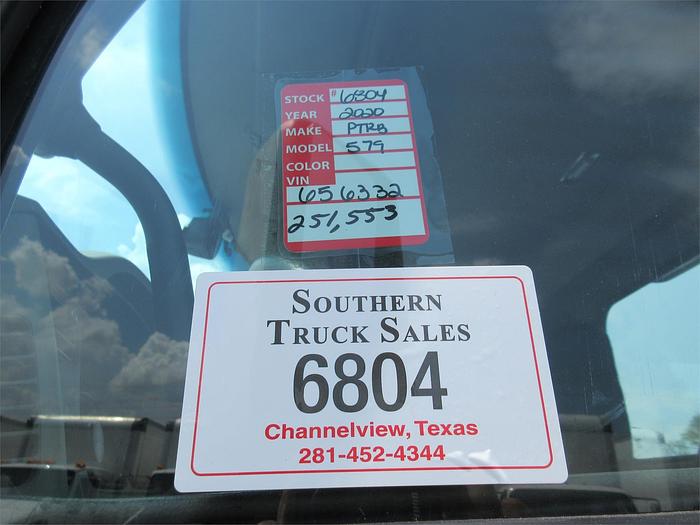 STOCK # 6804
YEAR 2020
MAKE PTRB
MODEL 579
COLOR
VIN
656332
251,553
SOUTHERN
TRUCK SALES
6804
Channelview, Texas
281-452-4344